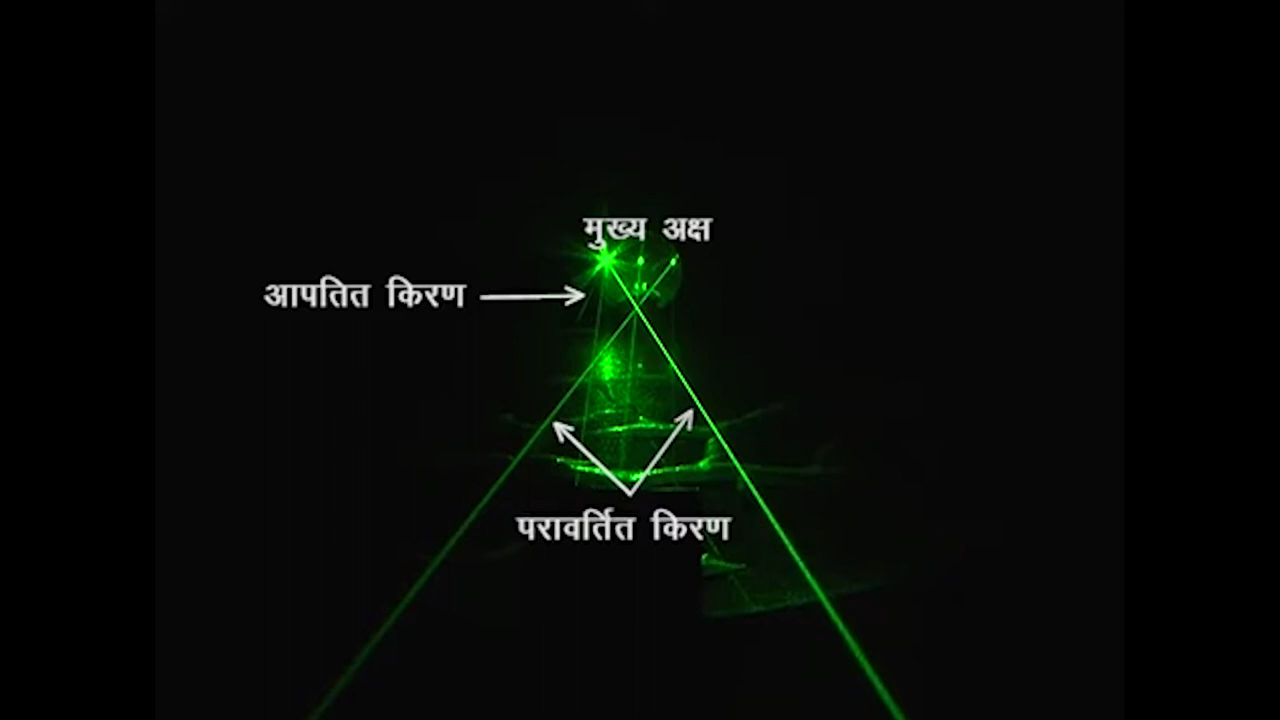 मुख्य अक्ष
आपतित किरण
परावर्तित किरण